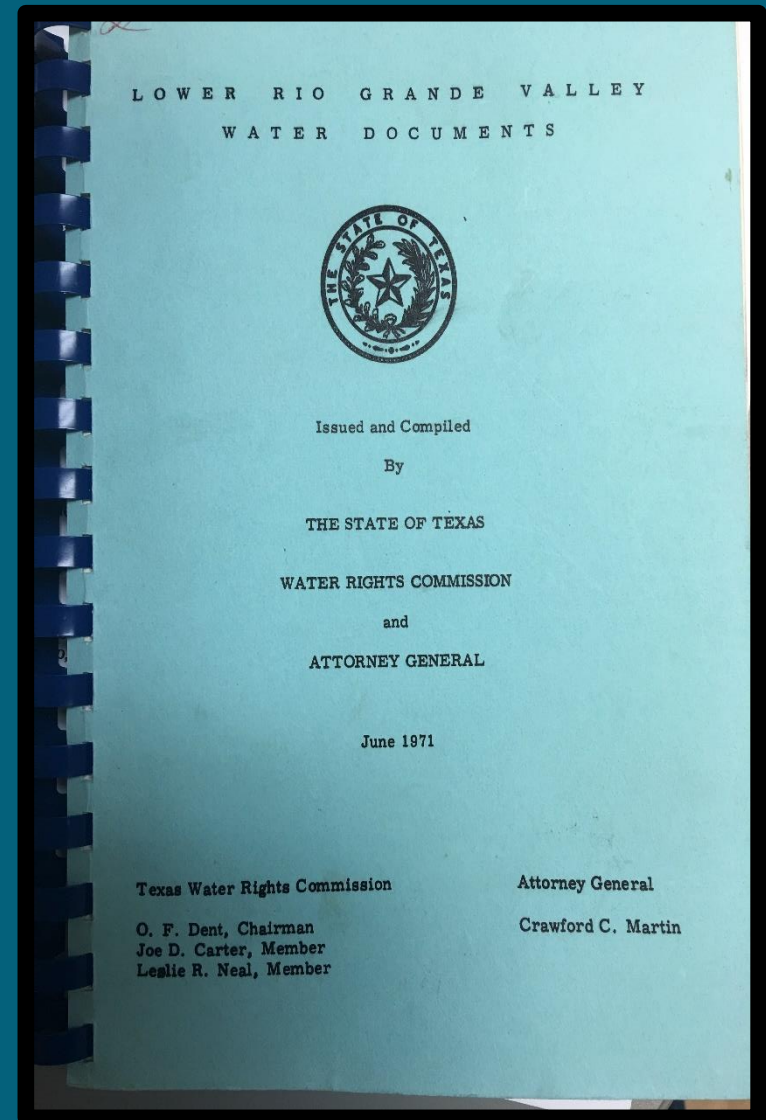 LOWER RIO GRANDE VALLEY
WATER DOCUMENTS
THE STATE OF TEXAS
Issued and Compiled
By
THE STATE OF TEXAS
WATER RIGHTS COMMISSION
and
ATTORNEY GENERAL
June 1971
Texas Water Rights Commission
O. F. Dent, Chairman
Joe D. Carter, Member
Leslie R. Neal, Member
Attorney General
Crawford C. Martin